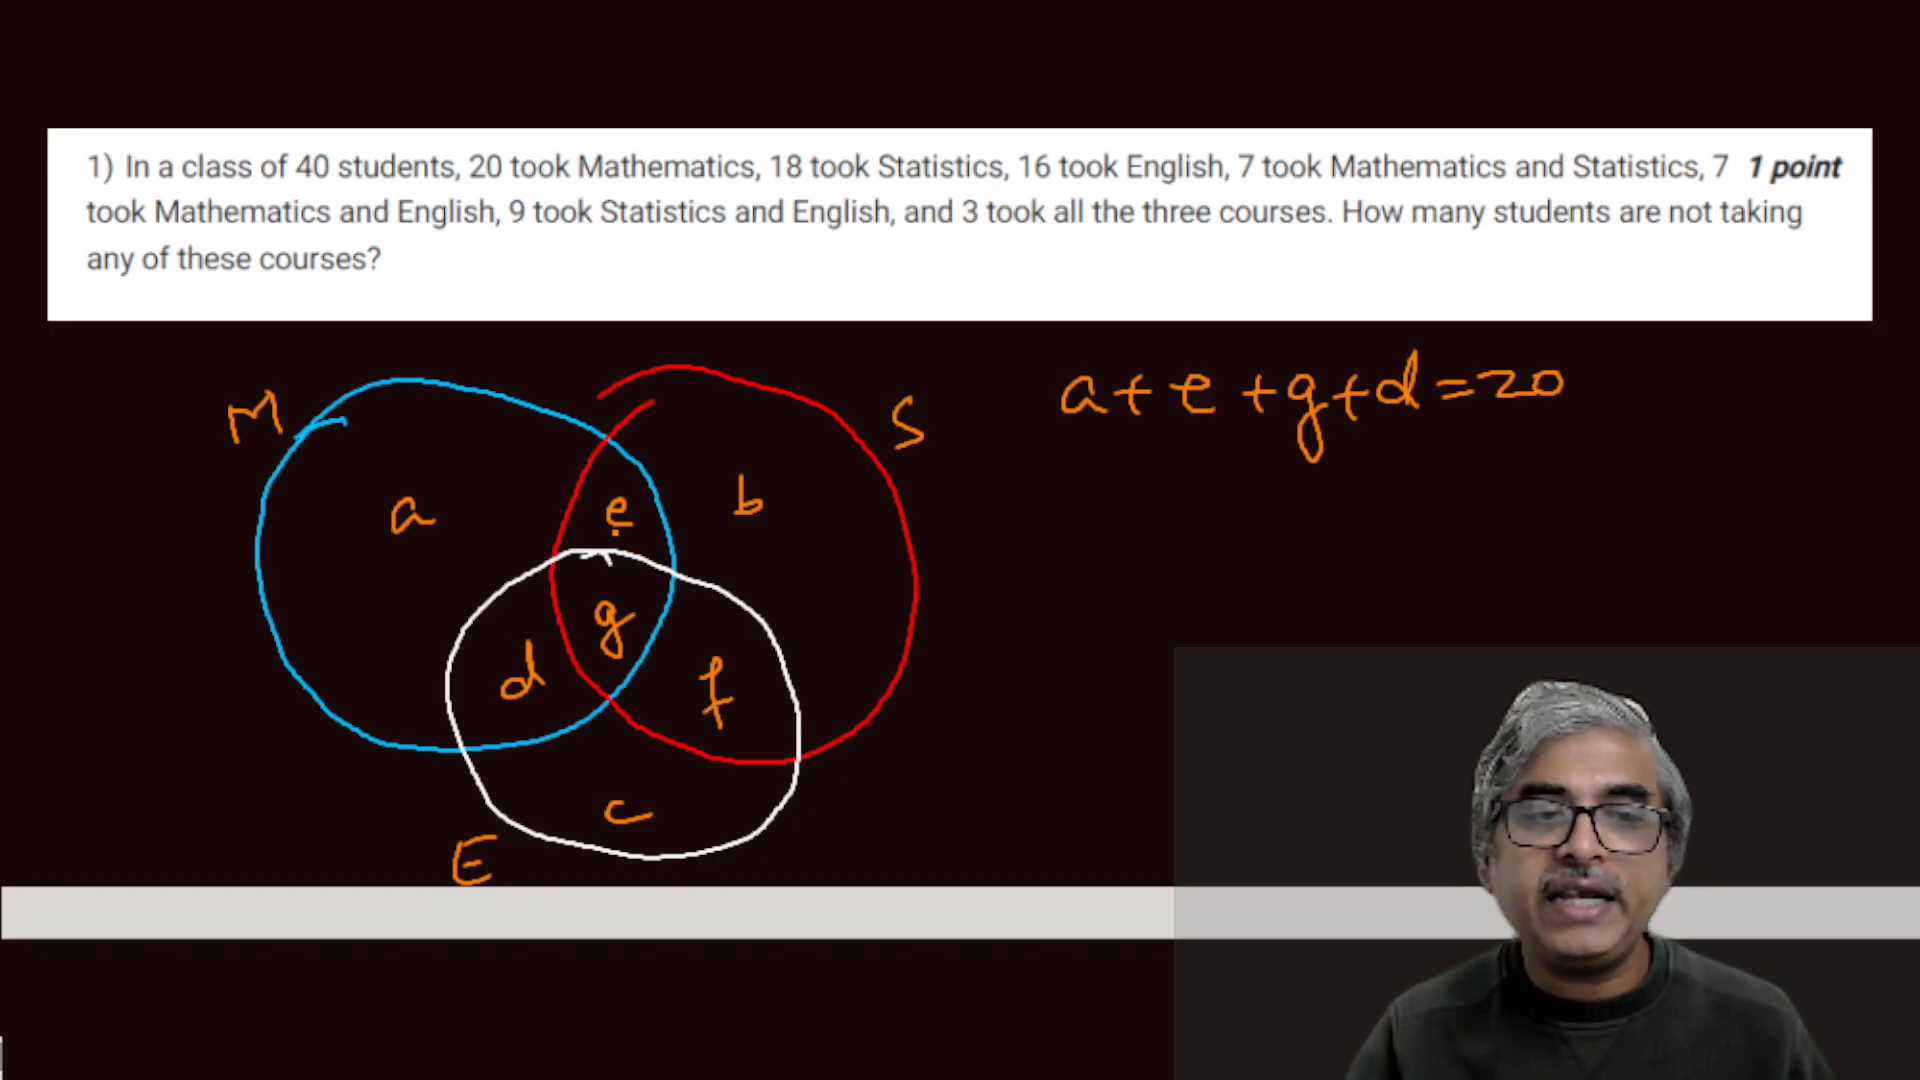 1) In a class of 40 students, 20 took Mathematics, 18 took Statistics, 16 took English, 7 took Mathematics and Statistics, 7 1 point
took Mathematics and English, 9 took Statistics and English, and 3 took all the three courses. How many students are not taking
any of these courses?
a+e+g+d=20
M
S
a
e
b
g
d
f
c
E